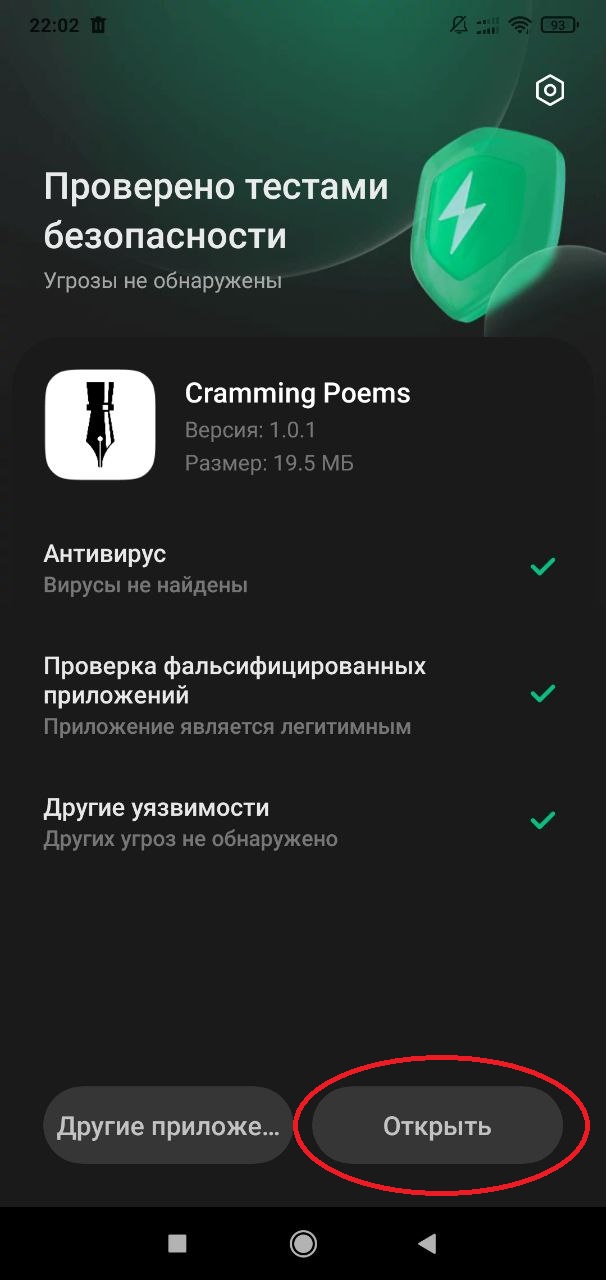 22:02
93
Проверено тестами
безопасности
Угрозы не обнаружены
Cramming Poems
Версия: 1.0.1
Размер: 19.5 МБ
Антивирус
Вирусы не найдены
Проверка фальсифицированных
приложений
Приложение является легитимным
Другие уязвимости
Других угроз не обнаружено
Другие приложе...
Открыть